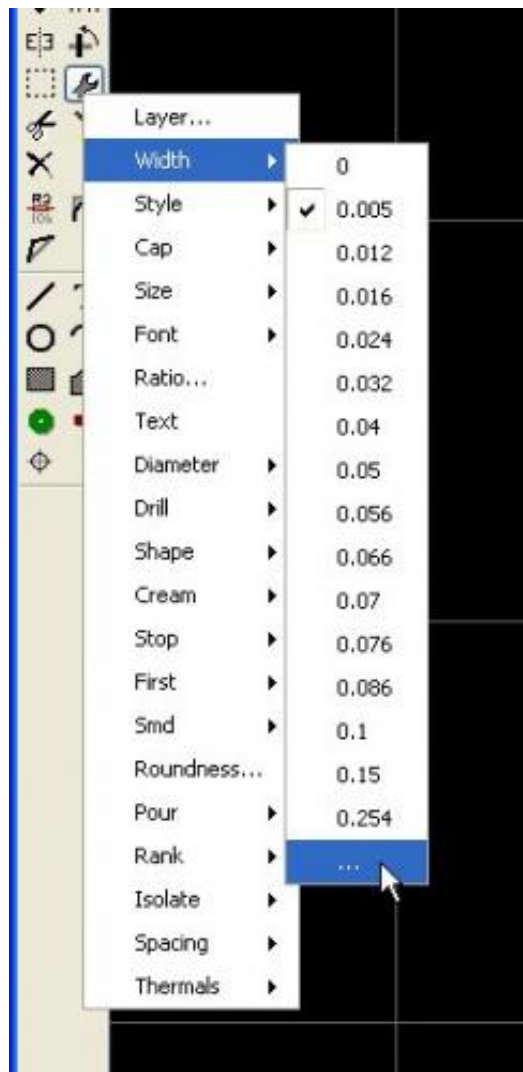 R2
10k
Layer...
Width
Style
Cap
Size
Font
Ratio...
Text
Diameter
Drill
Shape
Cream
Stop
First
Smd
Roundness...
Pour
Rank
Isolate
Spacing
Thermals
0
0.005
0.012
0.016
0.024
0.032
0.04
0.05
0.056
0.066
0.07
0.076
0.086
0.1
0.15
0.254
...